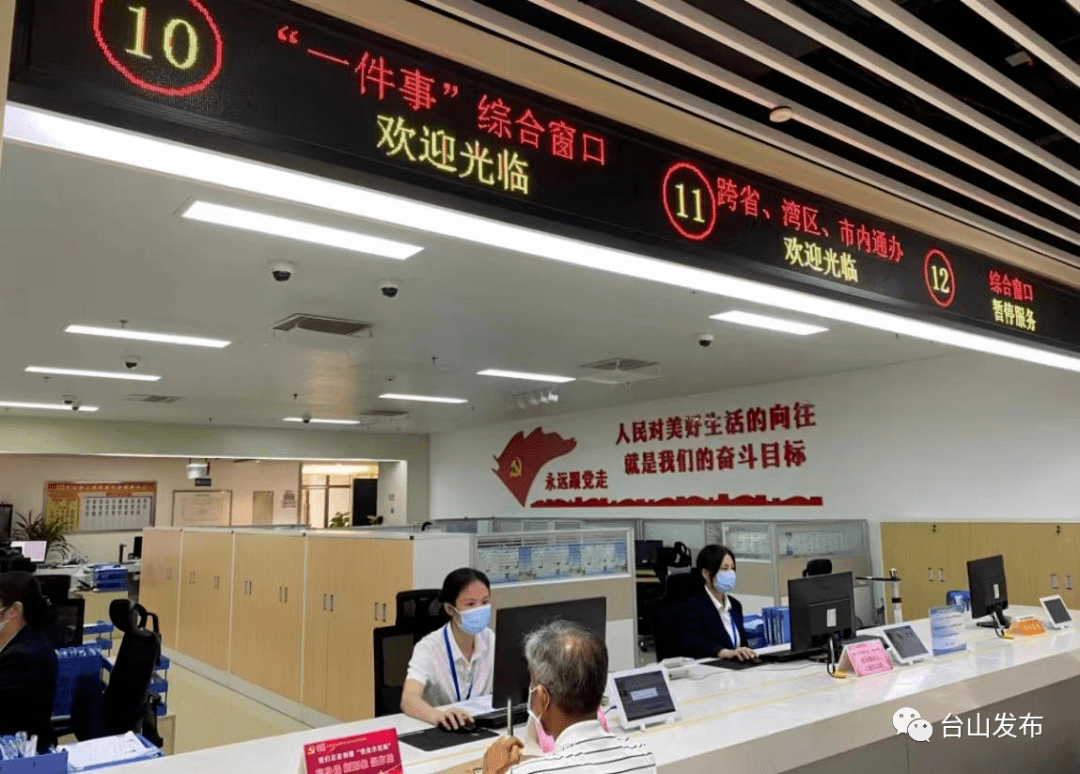 10
“一件事”综合窗口
欢迎光临
11
跨省、湾区、市内通办
欢迎光临
12
综合窗口
暂停服务
人民对美好生活的向往
就是我们的奋斗目标
永远跟党走
台山发布